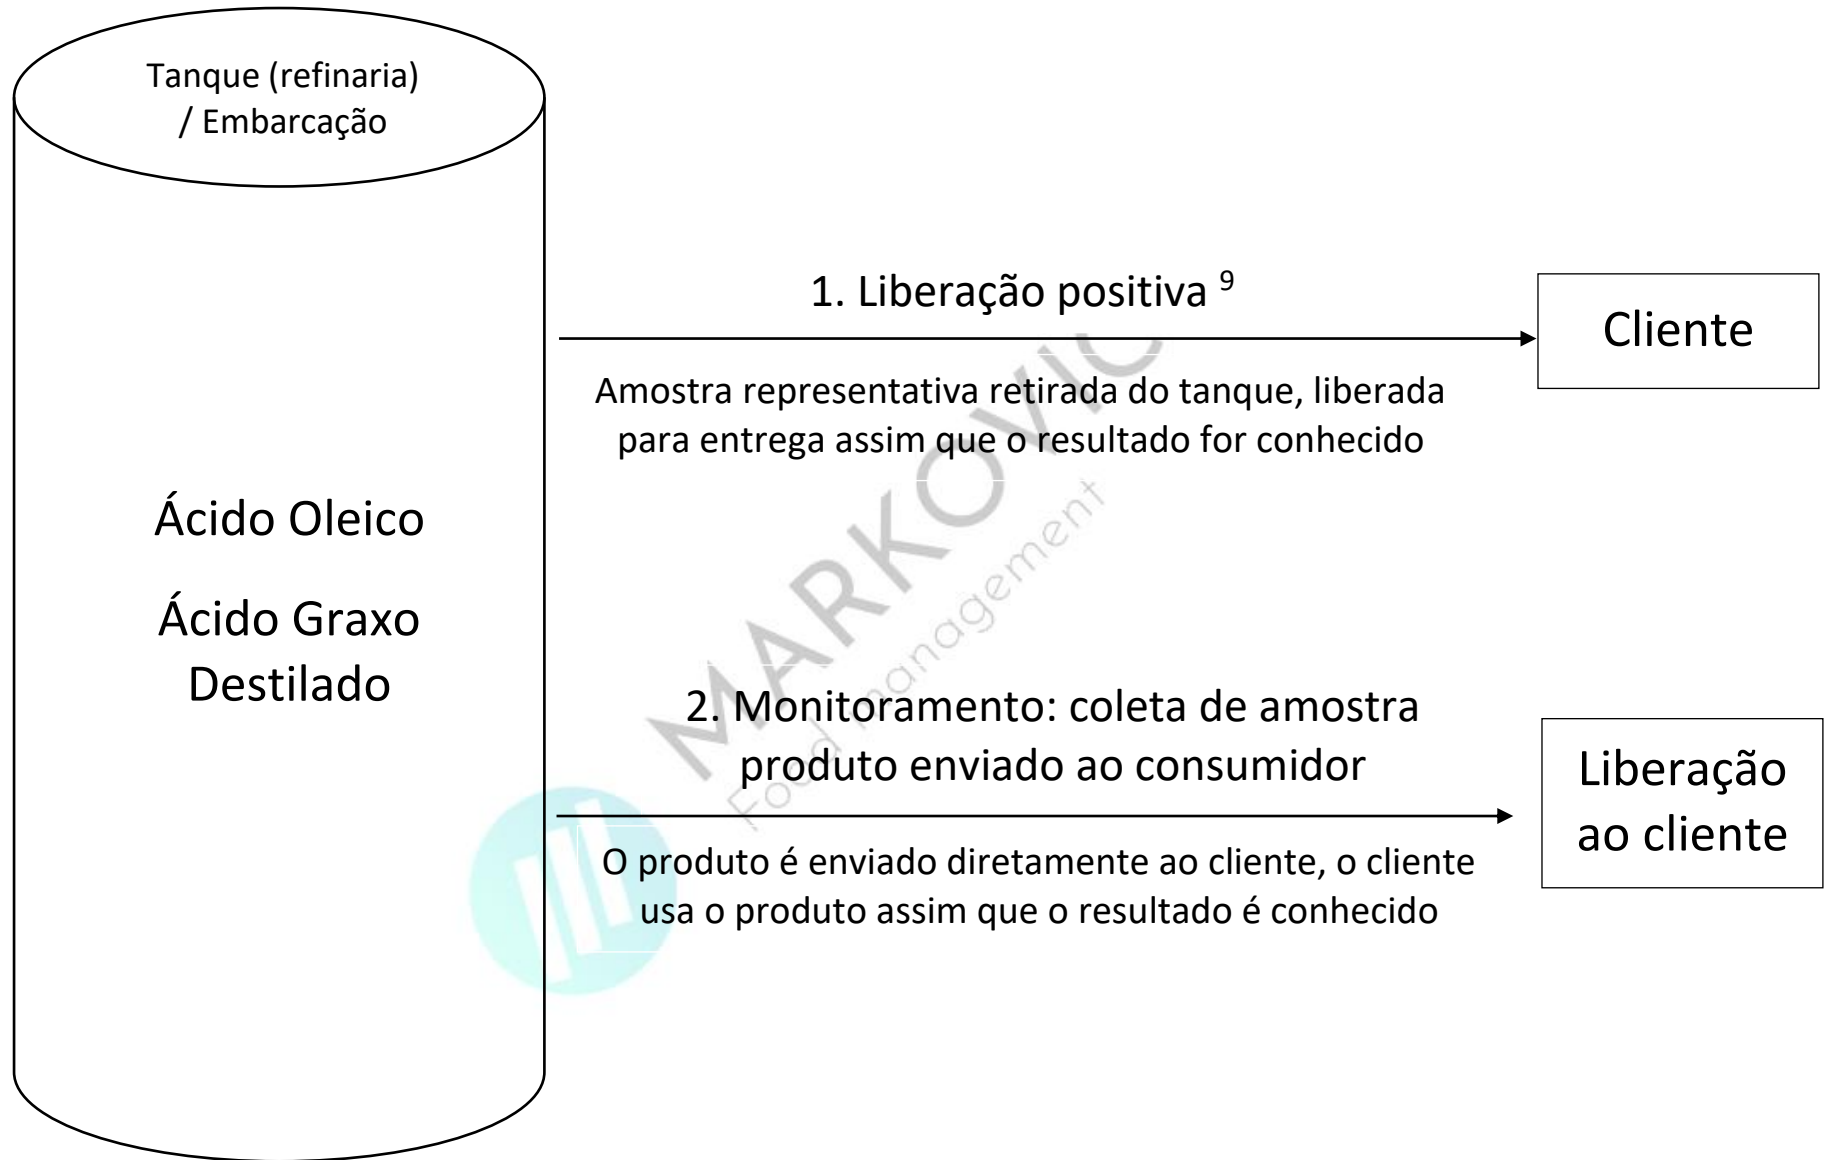 Tanque (refinaria)
/ Embarcação
Ácido Oleico
Ácido Graxo
Destilado
1. Liberação positiva ⁹
Amostra representativa retirada do tanque, liberada
para entrega assim que o resultado for conhecido
Cliente
2. Monitoramento: coleta de amostra
produto enviado ao consumidor
O produto é enviado diretamente ao cliente, o cliente
usa o produto assim que o resultado é conhecido
Liberação
ao cliente
MARKOVIC
Food management